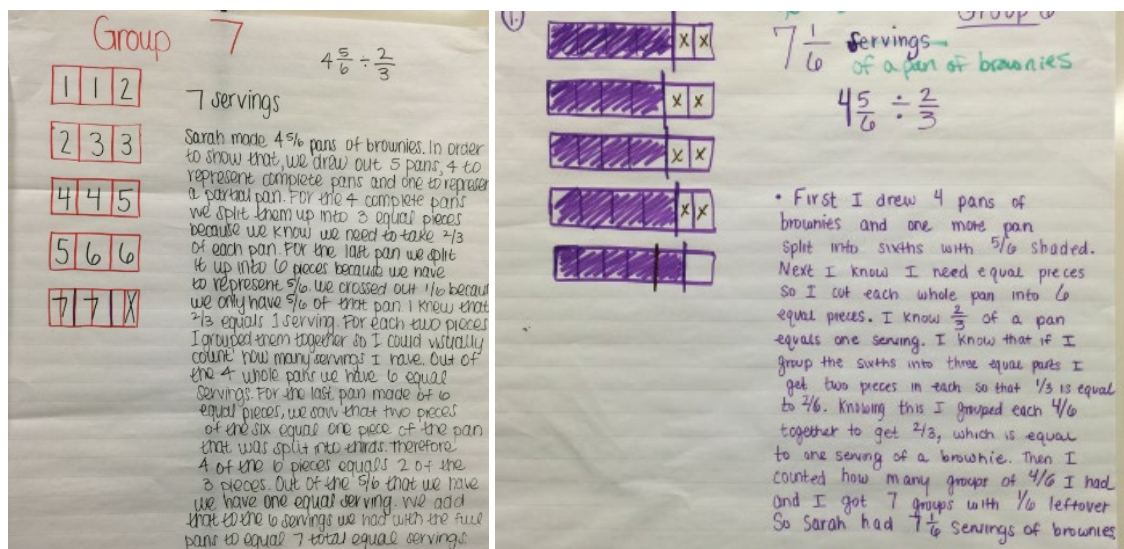 Group 7
4 5/6 ÷ 2/3
1 1 2
2 3 3
4 4 5
5 6 6
7 7 X
7 servings
Sarah made 4 5/6 pans of brownies. In order
to show that, we drew out 5 pans, 4 to
represent complete pans and one to represen
a partial pan. For the 4 complete pans
we split them up into 3 equal pieces
because we know we need to take 2/3
of each pan. For the last pan we split
it up into 6 pieces because we have
to represent 5/6. We crossed out 1/6 becau
we only have 5/6 of that pan. I knew that
2/3 equals 1 serving. For each two pieces
I grouped them together so I could visually
count how many servings I have. Out of
the 4 whole pans we have 6 equal
servings. For the last pan made of 6
equal pieces, we saw that two pieces
of the six equal one piece of the pan
that was split into thirds. Therefore
4 of the 6 pieces equals 2 of the
3 pieces. Out of the 5/6 that we have
we have one equal serving. We add
that to the 6 servings we had with the full
pans to equal 7 total equal servings
1.
x x
x x
x x
x x
Group 6
7 1/6 servings
of a pan of brownies
4 5/6 ÷ 2/3
• First I drew 4 pans of
brownies and one more pan
split into sixths with 5/6 shaded.
Next I know I need equal pieces
so I cut each whole pan into 6
equal pieces. I know 2/3 of a pan
equals one serving. I know that if I
group the sixths into three equal parts I
get two pieces in each so that 1/3 is equal
to 2/6. Knowing this I grouped each 4/6
together to get 2/3, which is equal
to one serving of a brownie. Then I
counted how many groups of 4/6 I had
and I got 7 groups with 1/6 leftover
So Sarah had 7 1/6 servings of brownies